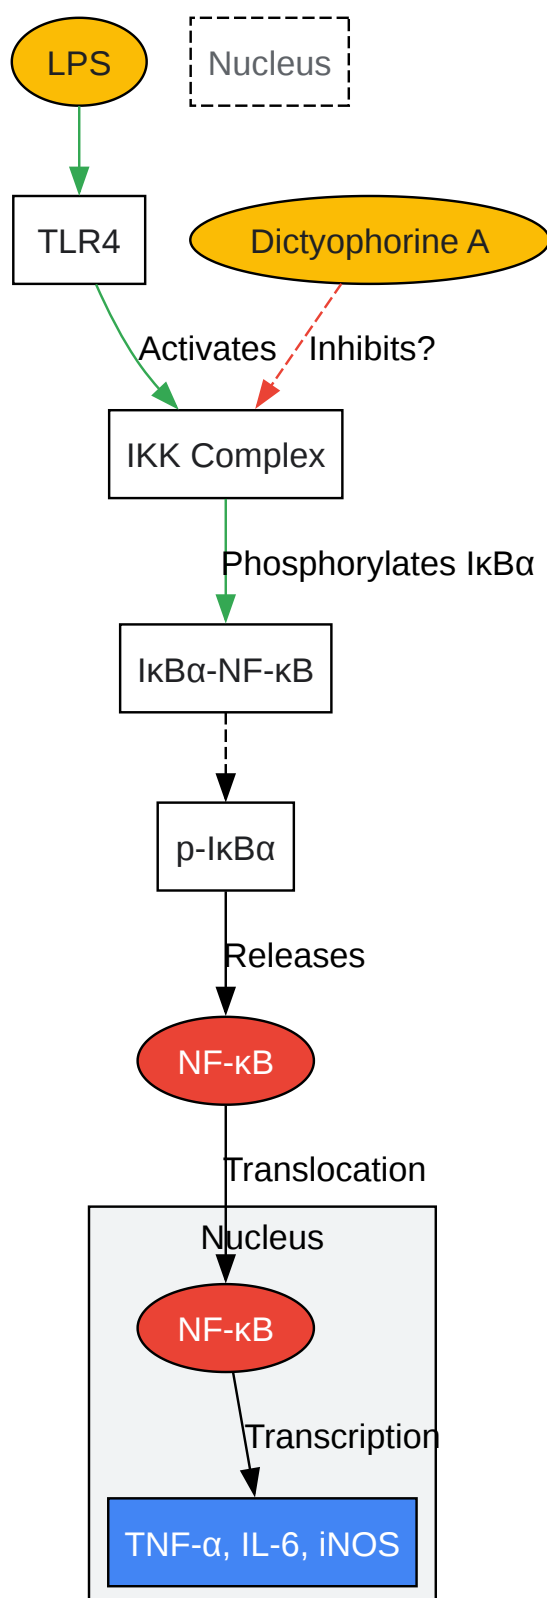 LPS
Nucleus
TLR4
Dictyophorine A
Activates
Inhibits?
IKK Complex
Phosphorylates IκBα
IκBα-NF-κB
p-IκBα
Releases
NF-κB
Translocation
Nucleus
NF-κB
Transcription
TNF-α, IL-6, iNOS